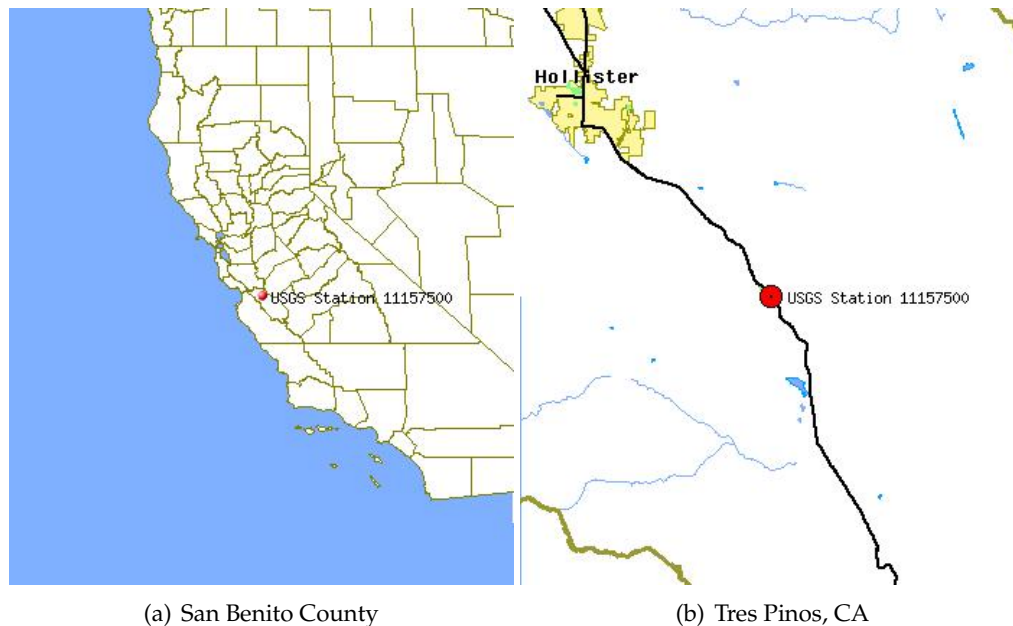 Hollister
USGS Station 11157500
USGS Station 11157500
(a) San Benito County
(b) Tres Pinos, CA